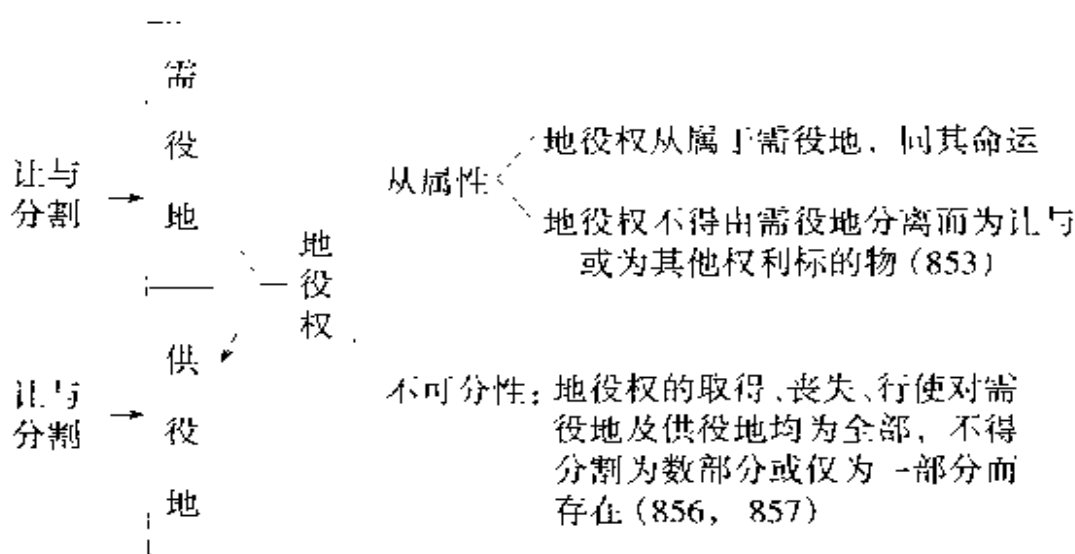 让与
分割
需役地
让与
分割
供役地
地役权
从属性
地役权从属于需役地，同其命运
地役权不得由需役地分离而为让与
或为其他权利标的物（853）
不可分性：地役权的取得、丧失、行使对需
役地及供役地均为全部，不得
分割为数部分或仅为一部分而
存在（856，857）